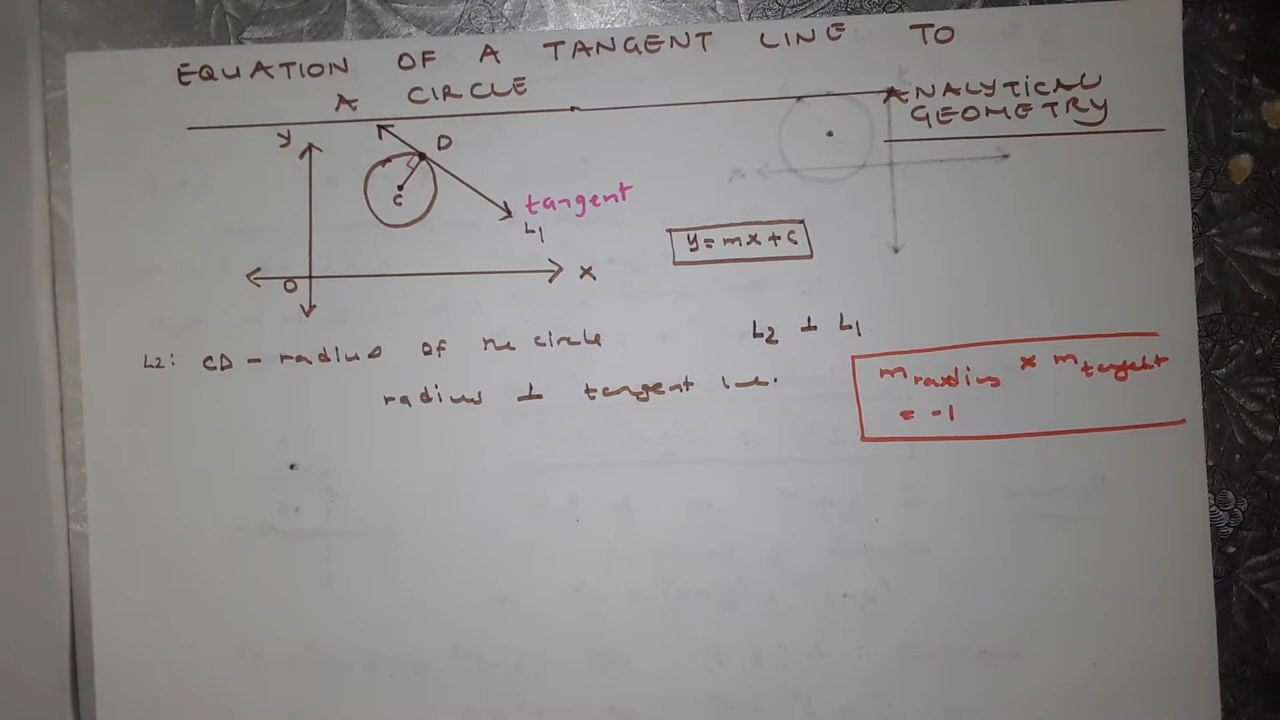 EQUATION OF A TANGENT LINE TO
A CIRCLE
ANALYTICAL
GEOMETRY
y
D
C
tangent
L1
y = mx + c
x
O
L2: CD - radius of the circle
L2 ⊥ L1
radius ⊥ tangent line.
m radius × m tangent
= -1